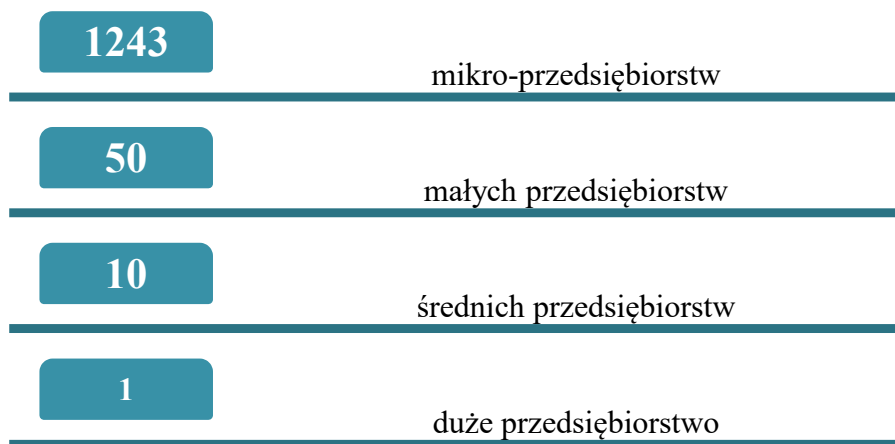 1243
mikro-przedsiębiorstw
50
małych przedsiębiorstw
10
średnich przedsiębiorstw
1
duże przedsiębiorstwo